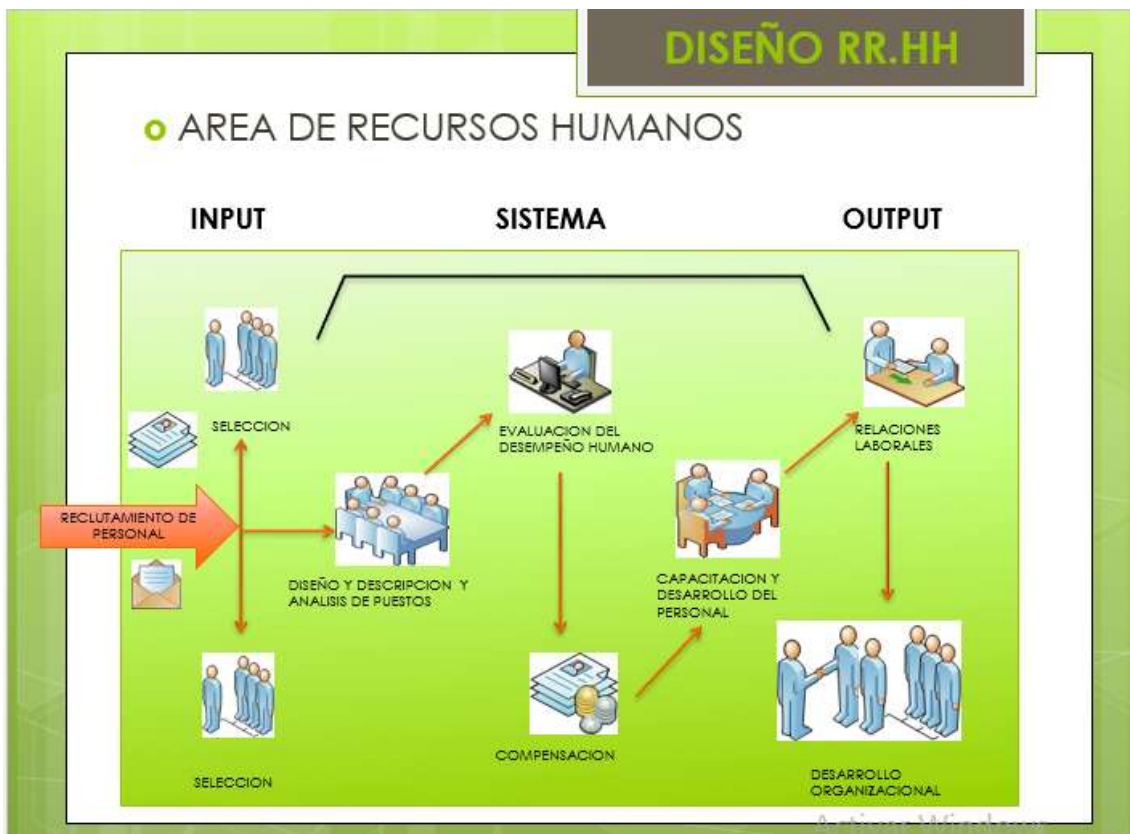 DISEÑO RR.HH
AREA DE RECURSOS HUMANOS
INPUT
SISTEMA
OUTPUT
SELECCION
EVALUACION DEL
DESEMPEÑO HUMANO
RELACIONES
LABORALES
RECLUTAMIENTO DE
PERSONAL
DISEÑO Y DESCRIPCION Y
ANALISIS DE PUESTOS
CAPACITACION Y
DESARROLLO DEL
PERSONAL
SELECCION
COMPENSACION
DESARROLLO
ORGANIZACIONAL